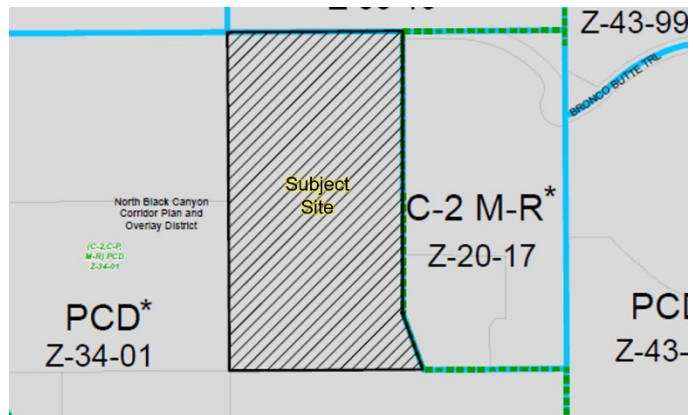 Z-43-99
BRONCO BUTTE TRL
Subject
Site
North Black Canyon
Corridor Plan and
Overlay District
C-2 M-R*
Z-20-17
(C-2,C-P,
M-R) PCD
Z-34-01
PCD*
Z-34-01
PCD
Z-43-